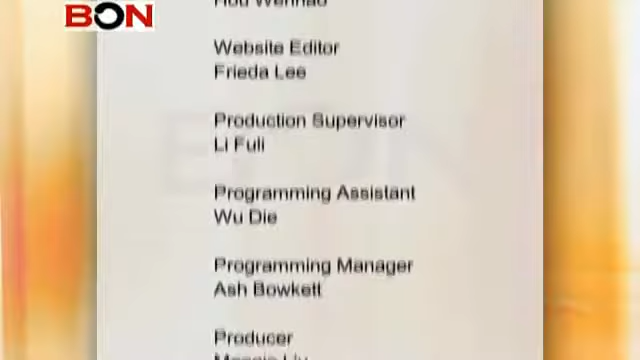 BON
Website Editor
Frieda Lee
Production Supervisor
Li Fuli
Programming Assistant
Wu Die
Programming Manager
Ash Bowkett
Producer